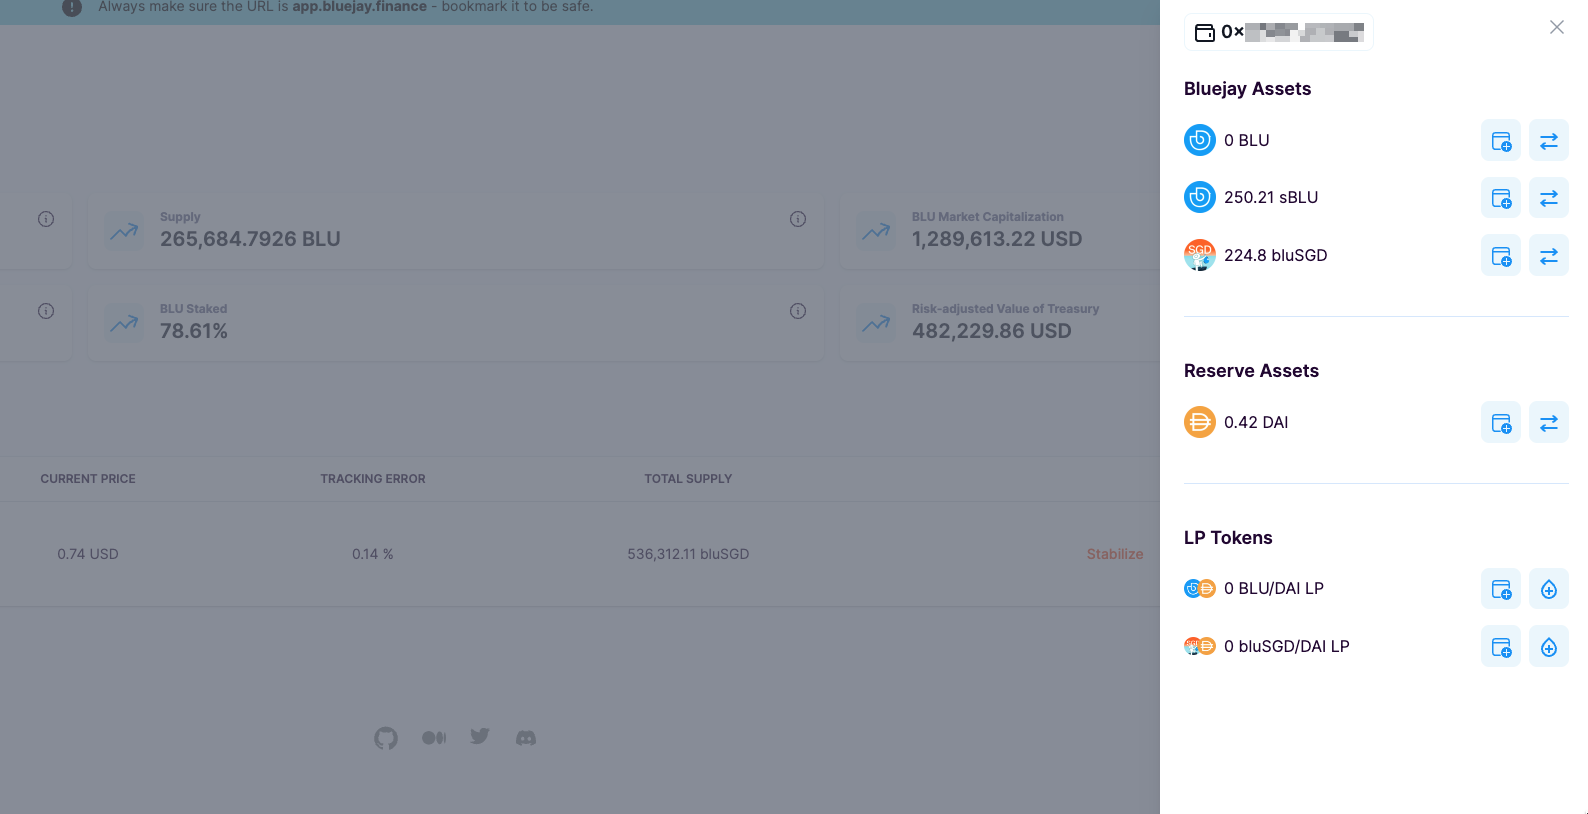 Always make sure the URL is app.bluejay.finance - bookmark it to be safe.
Supply
265,684.7926 BLU
BLU Market Capitalization
1,289,613.22 USD
BLU Staked
78.61%
Risk-adjusted Value of Treasury
482,229.86 USD
CURRENT PRICE TRACKING ERROR TOTAL SUPPLY
0.74 USD 0.14 % 536,312.11 bluSGD Stabilize
0x
Bluejay Assets
0 BLU
250.21 sBLU
SGD
224.8 bluSGD
Reserve Assets
0.42 DAI
LP Tokens
0 BLU/DAI LP
0 bluSGD/DAI LP